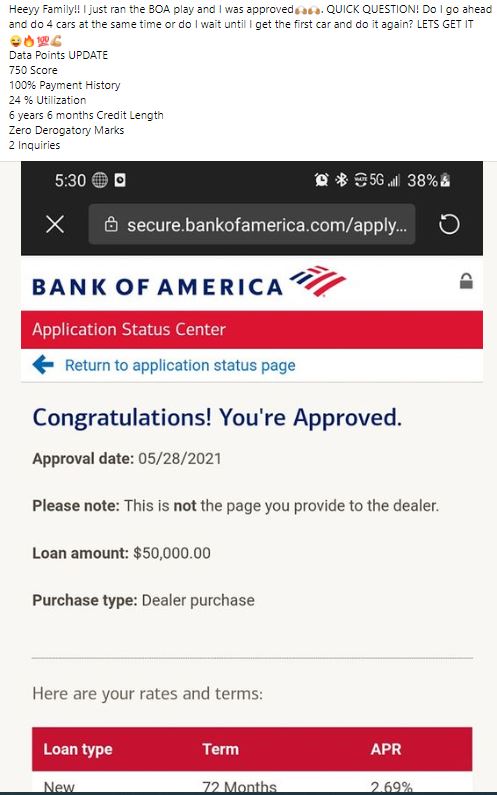 Heeyy Family!! I just ran the BOA play and I was approved🎂🎂🎂. QUICK QUESTION! Do I go ahead
and do 4 cars at the same time or do I wait until I get the first car and do it again? LETS GET IT
😜🔥💯💪
Data Points UPDATE
750 Score
100% Payment History
24 % Utilization
6 years 6 months Credit Length
Zero Derogatory Marks
2 Inquiries
5:30 5G 38%
secure.bankofamerica.com/apply...
BANK OF AMERICA
Application Status Center
Return to application status page
Congratulations! You're Approved.
Approval date: 05/28/2021
Please note: This is not the page you provide to the dealer.
Loan amount: $50,000.00
Purchase type: Dealer purchase
Here are your rates and terms:
Loan type Term APR
New 72 Months 2.69%